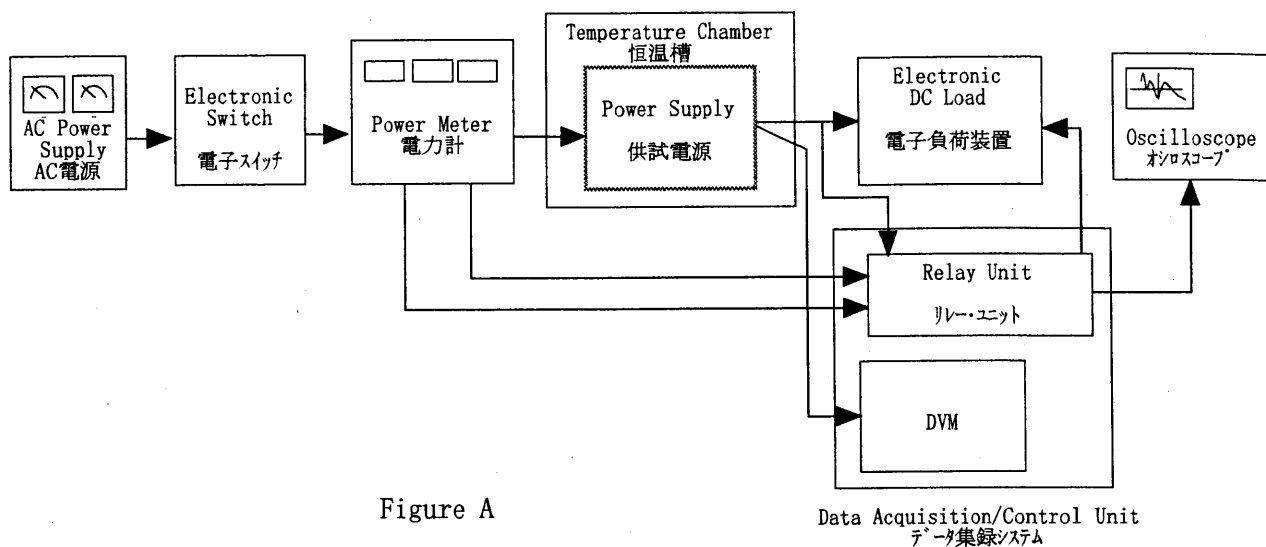 AC Power
Supply
AC電源
Electronic
Switch
電子スイッチ
Power Meter
電力計
Temperature Chamber
恒温槽
Power Supply
供試電源
Electronic
DC Load
電子負荷装置
Oscilloscope
オシロスコープ
Relay Unit
リレー・ユニット
DVM
Figure A
Data Acquisition/Control Unit
データ集録システム